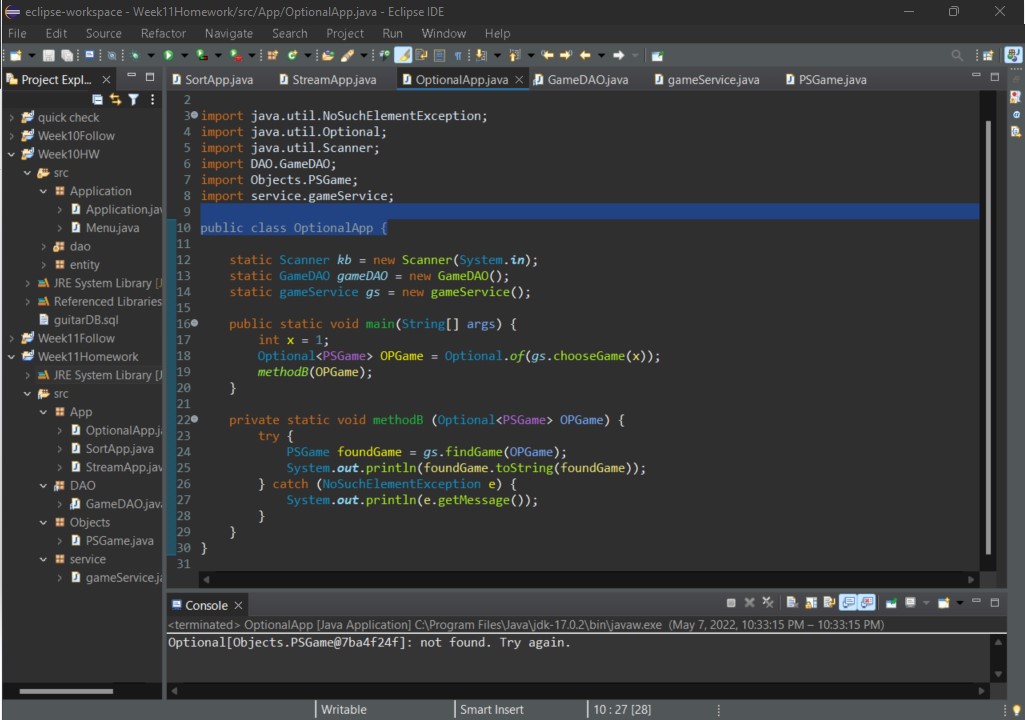 eclipse-workspace - Week11Homework/src/App/OptionalApp.java - Eclipse IDE
File Edit Source Refactor Navigate Search Project Run Window Help
Project Expl...
SortApp.java StreamApp.java OptionalApp.java GameDAO.java gameService.java PSGame.java
quick check
Week10Follow
Week10HW
src
Application
Application.jav
Menu.java
dao
entity
JRE System Library [J
Referenced Libraries
guitarDB.sql
Week11Follow
Week11Homework
JRE System Library [J
src
App
OptionalApp.j
SortApp.java
StreamApp.jav
DAO
GameDAO.java
Objects
PSGame.java
service
gameService.ja
2
3 import java.util.NoSuchElementException;
4 import java.util.Optional;
5 import java.util.Scanner;
6 import DAO.GameDAO;
7 import Objects.PSGame;
8 import service.gameService;
9
10 public class OptionalApp {
11
12 static Scanner kb = new Scanner(System.in);
13 static GameDAO gameDAO = new GameDAO();
14 static gameService gs = new gameService();
15
16 public static void main(String[] args) {
17 int x = 1;
18 Optional<PSGame> OPGame = Optional.of(gs.chooseGame(x));
19 methodB(OPGame);
20 }
21
22 private static void methodB (Optional<PSGame> OPGame) {
23 try {
24 PSGame foundGame = gs.findGame(OPGame);
25 System.out.println(foundGame.toString(foundGame));
26 } catch (NoSuchElementException e) {
27 System.out.println(e.getMessage());
28 }
29 }
30 }
31
Console
<terminated> OptionalApp [Java Application] C:\Program Files\Java\jdk-17.0.2\bin\javaw.exe (May 7, 2022, 10:33:15 PM – 10:33:15 PM)
Optional[Objects.PSGame@7ba4f24f]: not found. Try again.
Writable Smart Insert 10 : 27 [28]